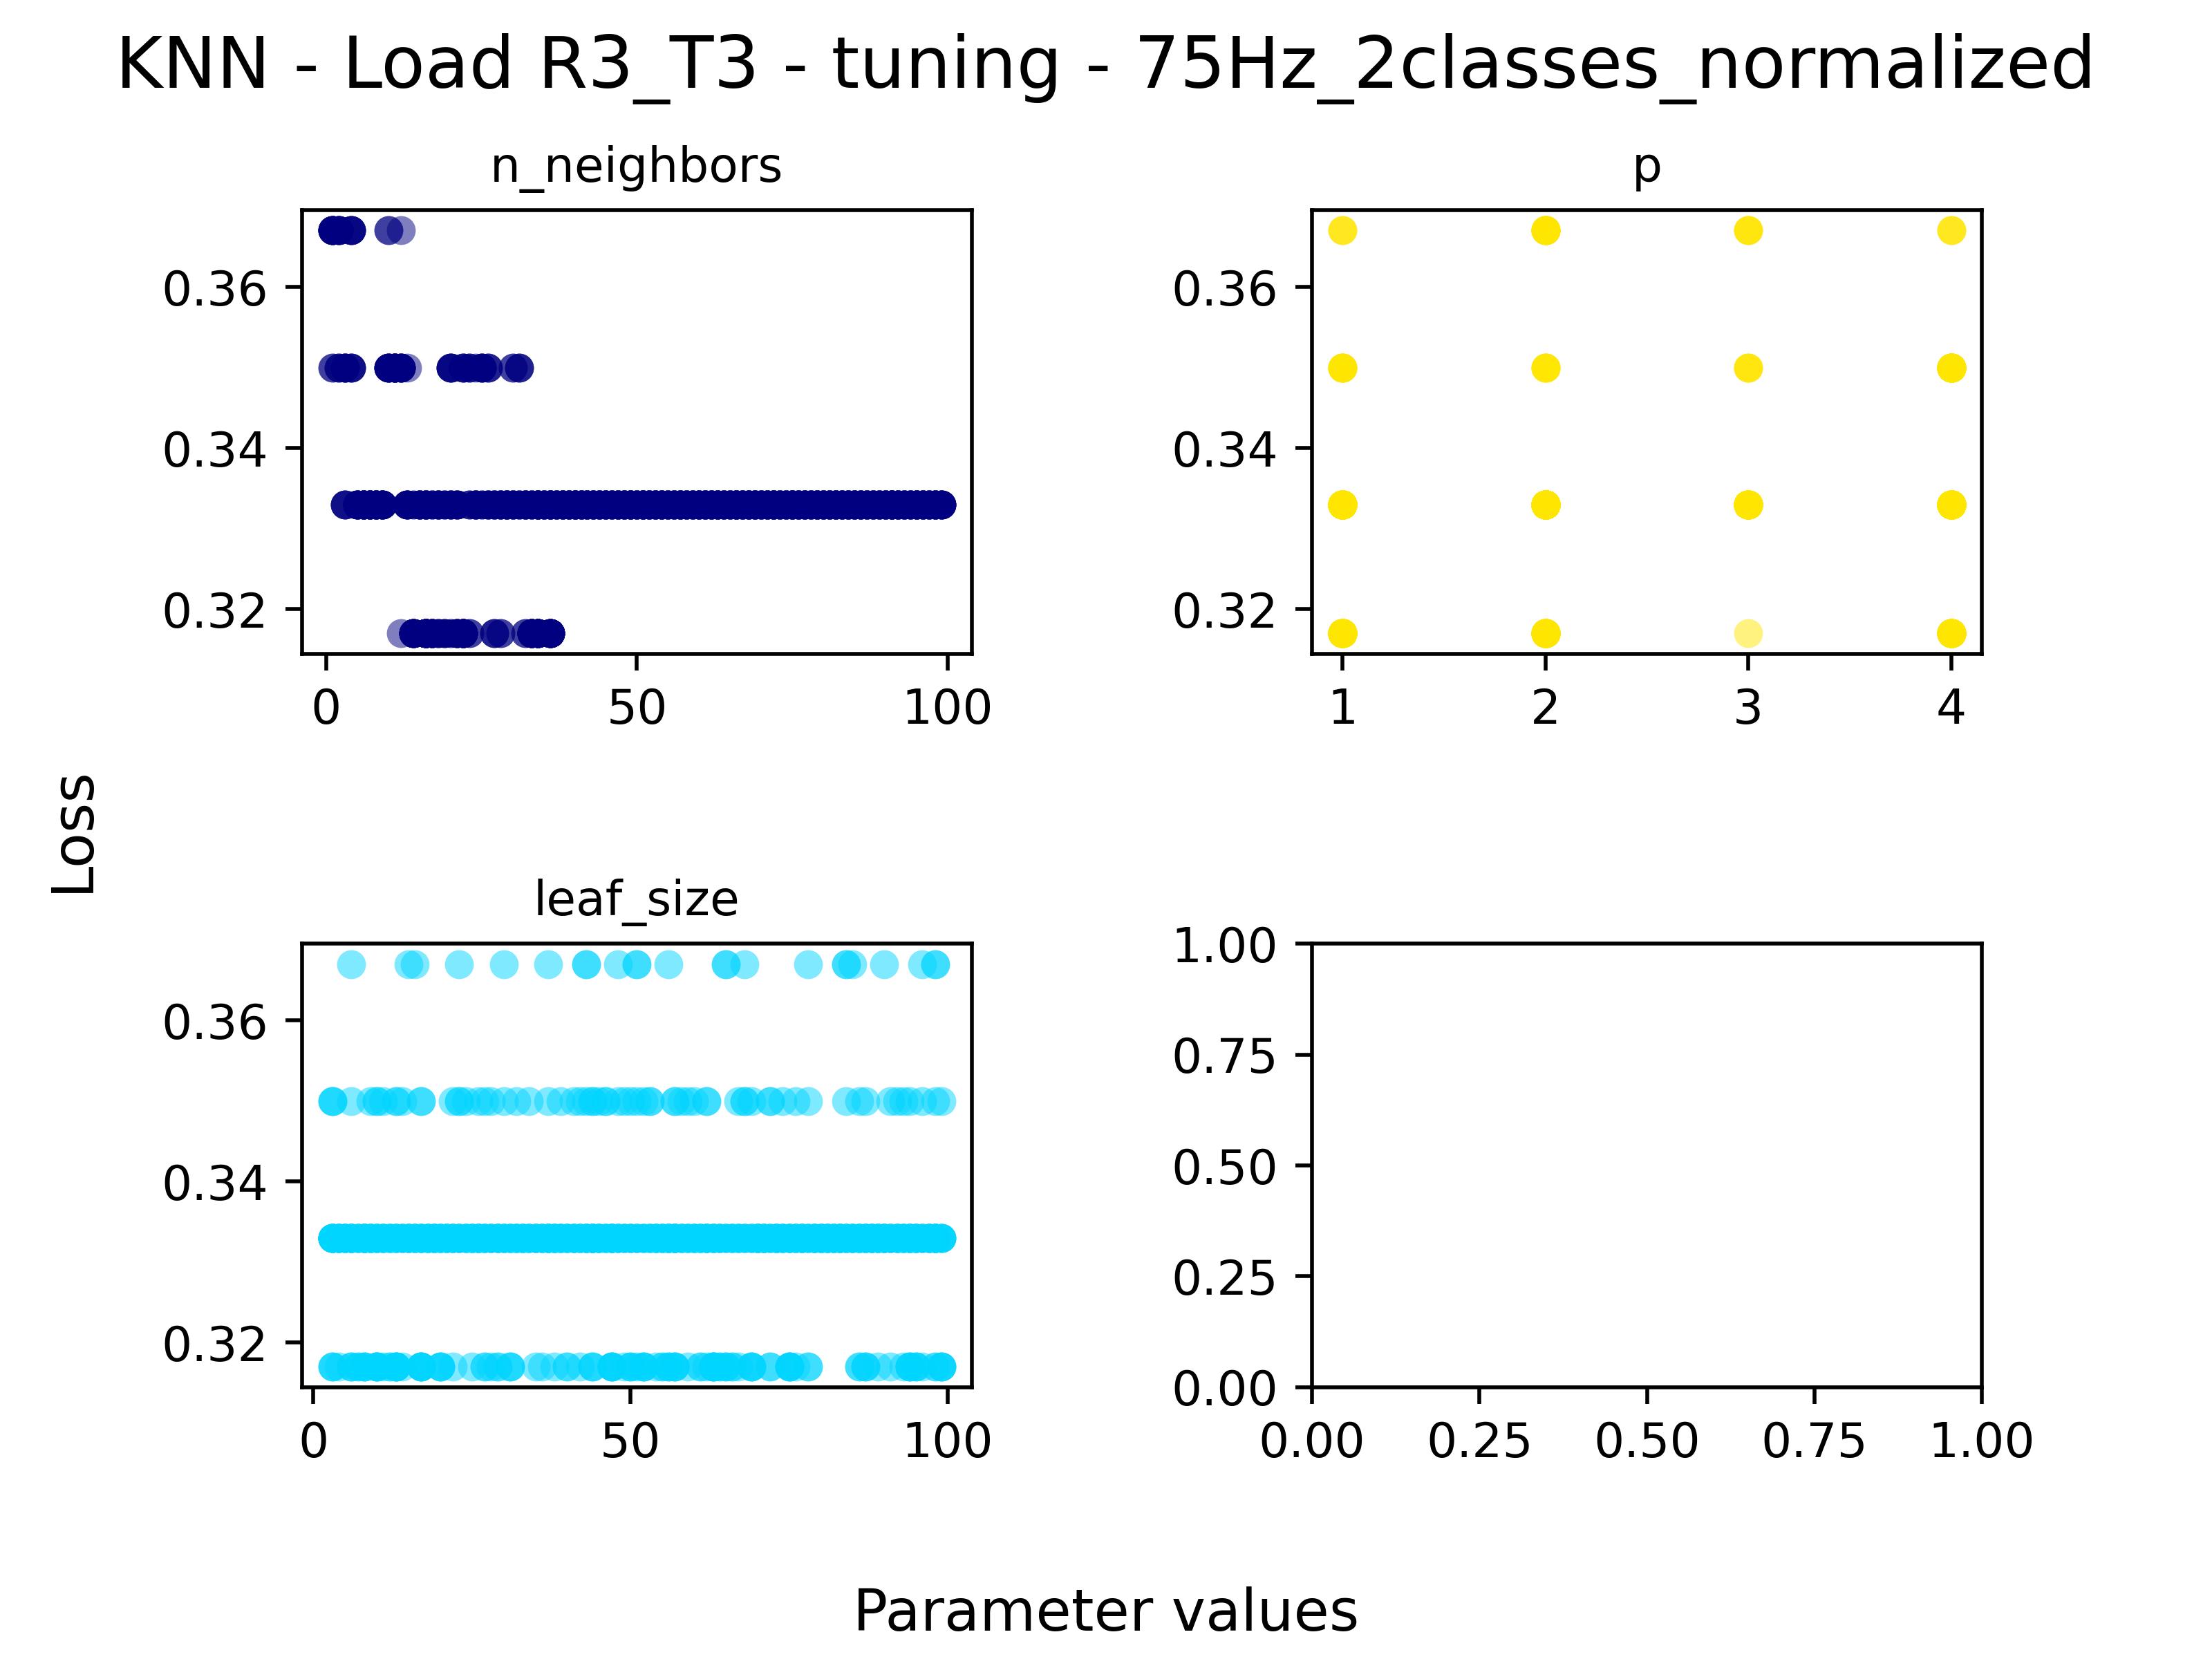 KNN - Load R3_T3 - tuning - 75Hz_2classes_normalized
n_neighbors
0.36
0.34
0.32
0 50 100
p
0.36
0.34
0.32
1 2 3 4
Loss
leaf_size
0.36
0.34
0.32
0 50 100
1.00
0.75
0.50
0.25
0.00
0.00 0.25 0.50 0.75 1.00
Parameter values